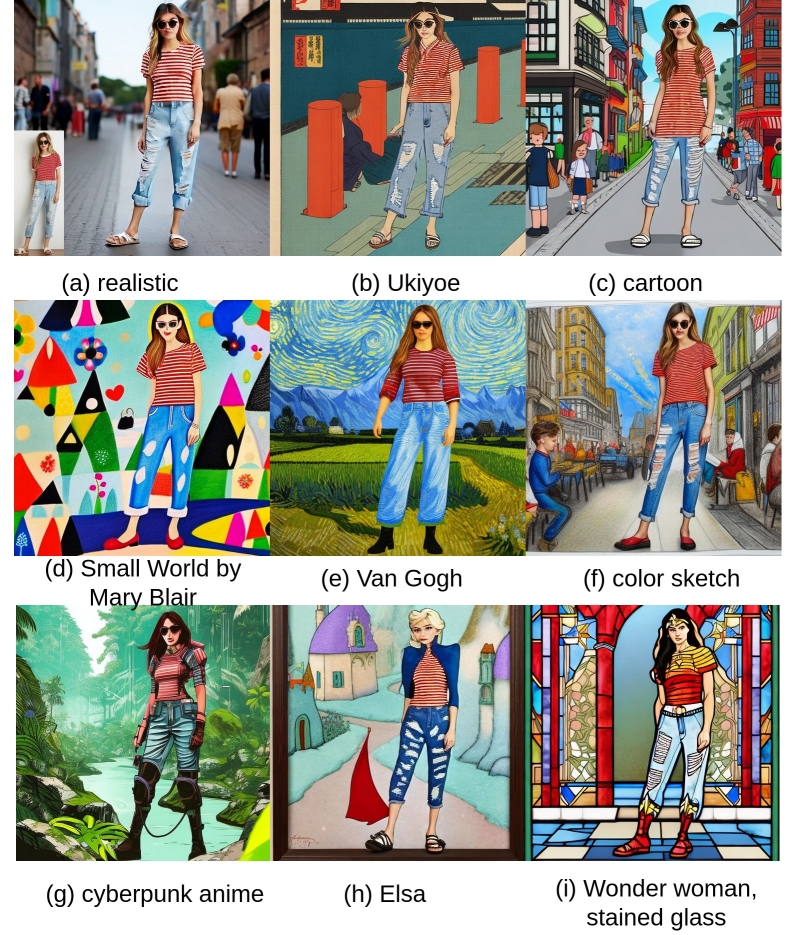 (a) realistic
(b) Ukiyoe
(c) cartoon
(d) Small World by
Mary Blair
(e) Van Gogh
(f) color sketch
(g) cyberpunk anime
(h) Elsa
(i) Wonder woman,
stained glass